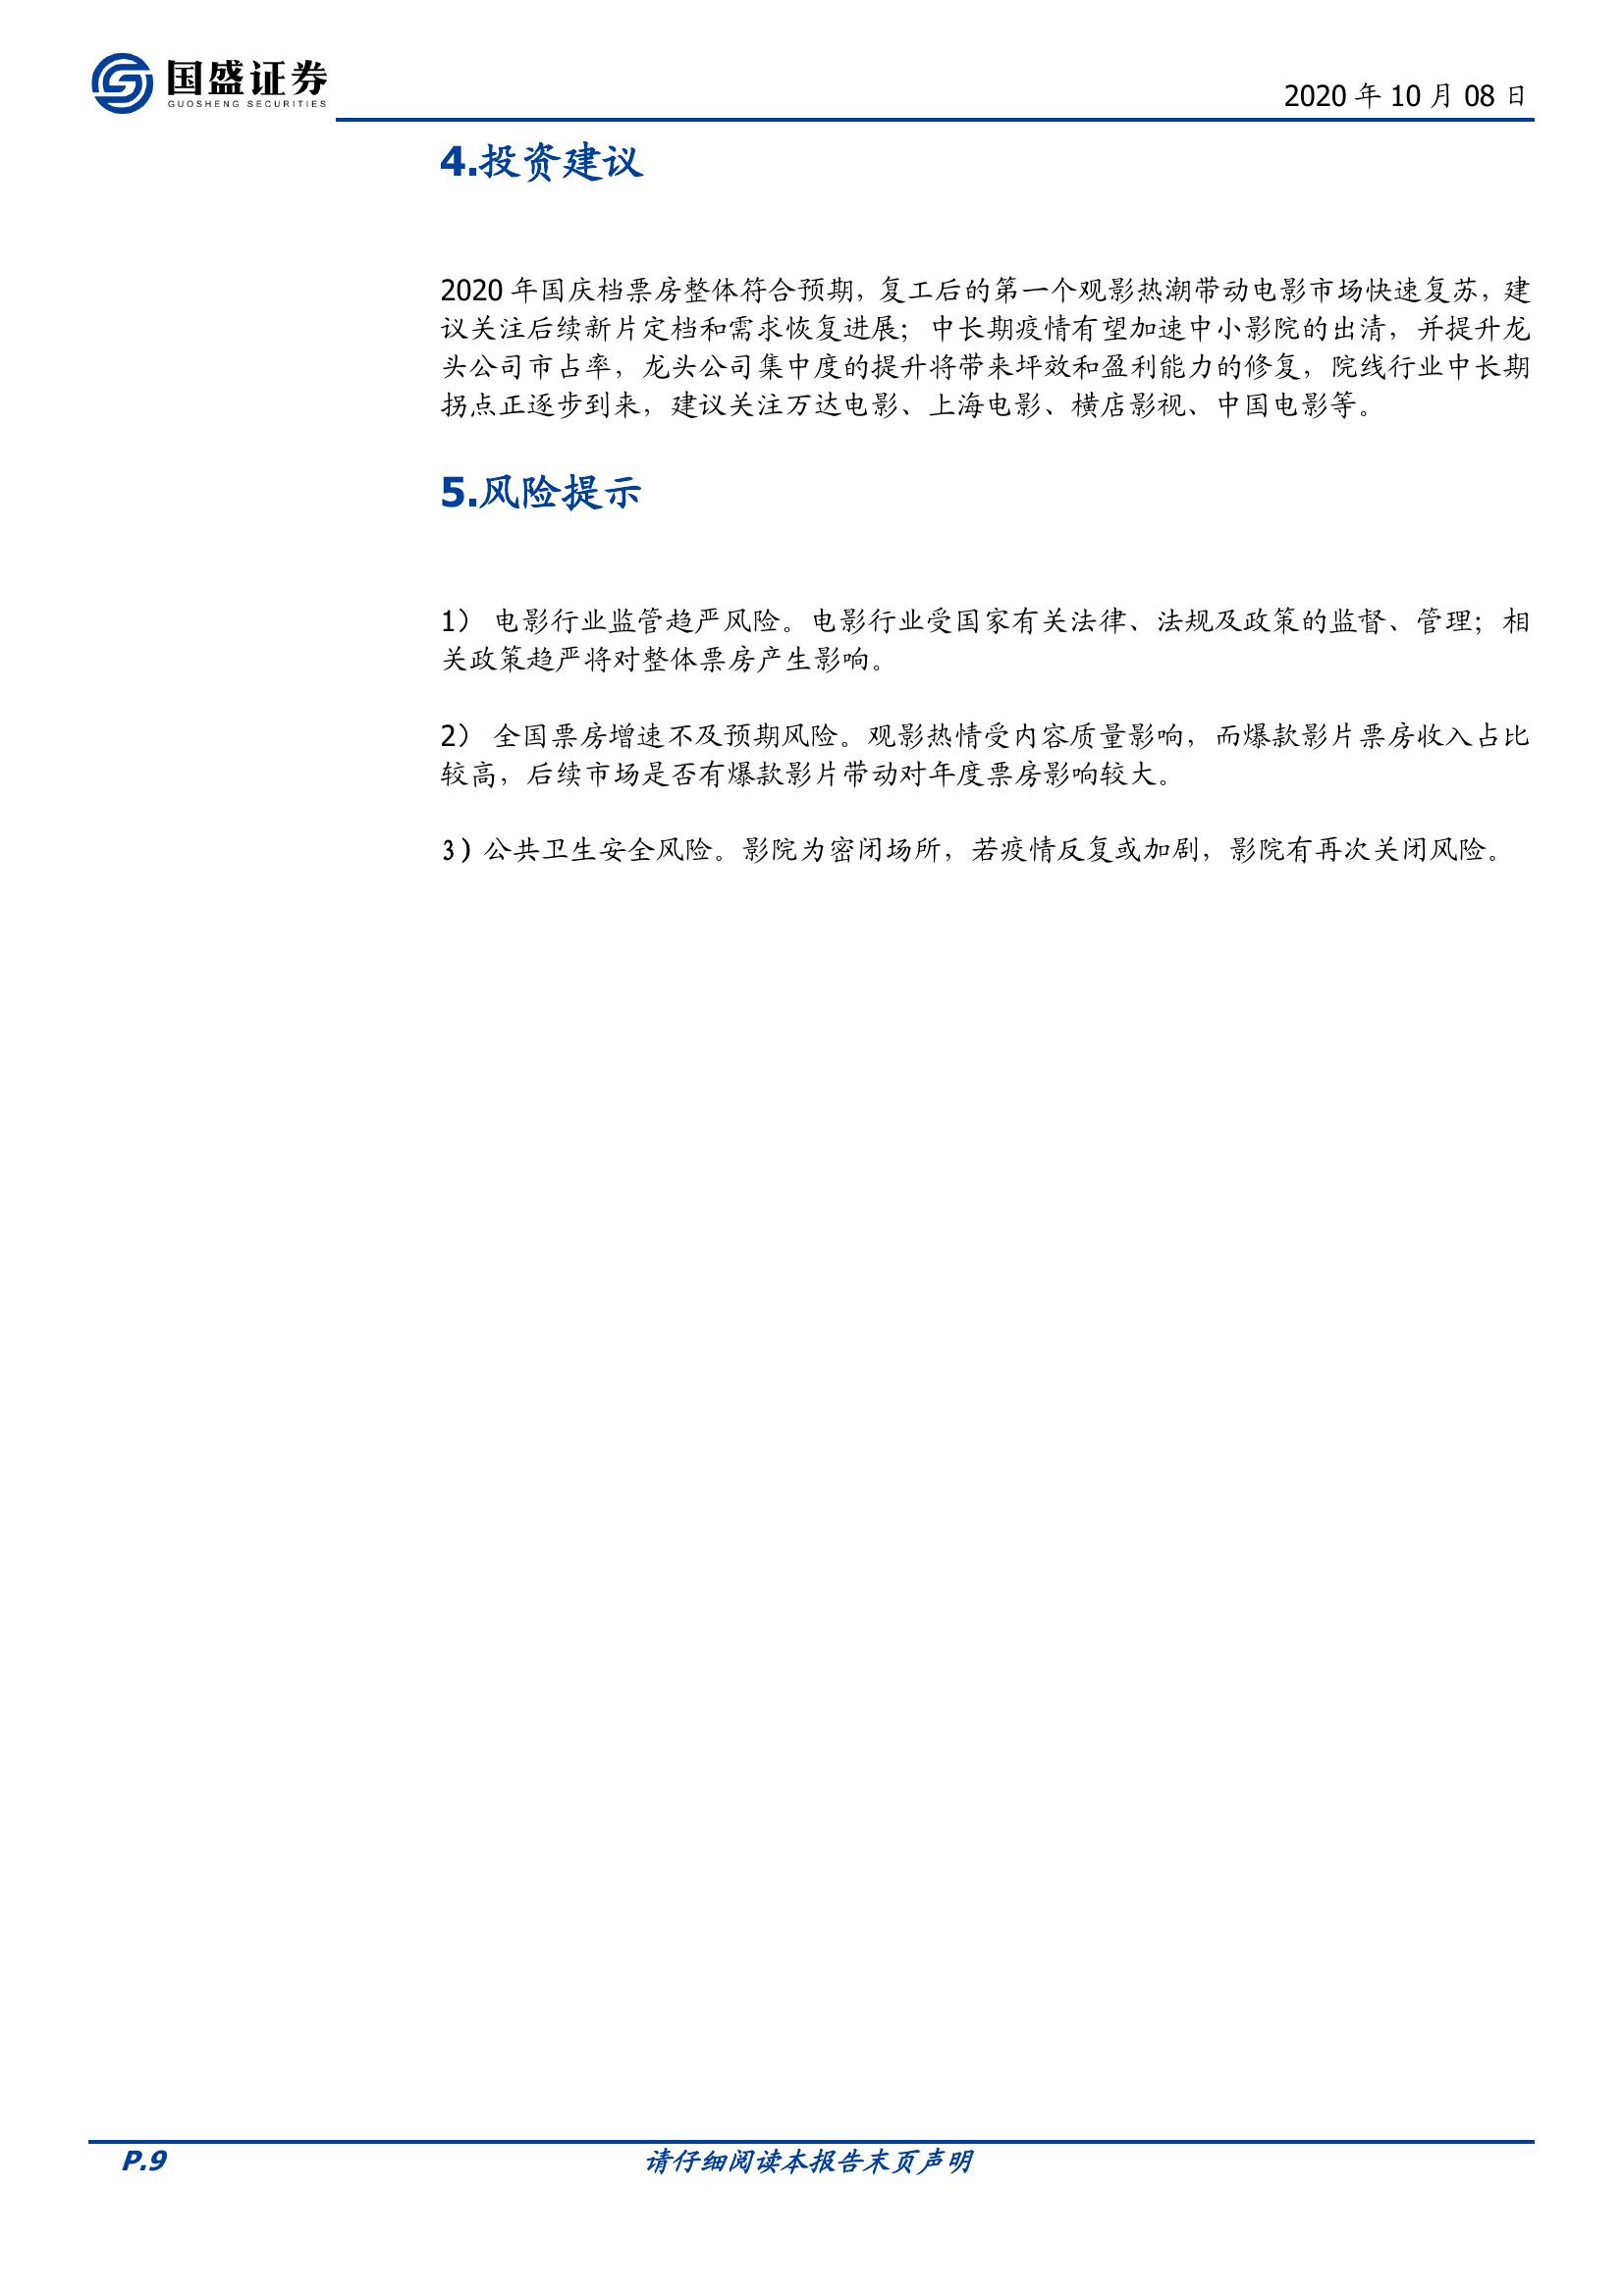 国盛证券
GUOSHENG SECURITIES
2020 年 10 月 08 日
4.投资建议
2020 年国庆档票房整体符合预期，复工后的第一个观影热潮带动电影市场快速复苏，建
议关注后续新片定档和需求恢复进展；中长期疫情有望加速中小影院的出清，并提升龙
头公司市占率，龙头公司集中度的提升将带来坪效和盈利能力的修复，院线行业中长期
拐点正逐步到来，建议关注万达电影、上海电影、横店影视、中国电影等。
5.风险提示
1） 电影行业监管趋严风险。电影行业受国家有关法律、法规及政策的监督、管理；相
关政策趋严将对整体票房产生影响。
2） 全国票房增速不及预期风险。观影热情受内容质量影响，而爆款影片票房收入占比
较高，后续市场是否有爆款影片带动对年度票房影响较大。
3）公共卫生安全风险。影院为密闭场所，若疫情反复或加剧，影院有再次关闭风险。
P.9
请仔细阅读本报告末页声明